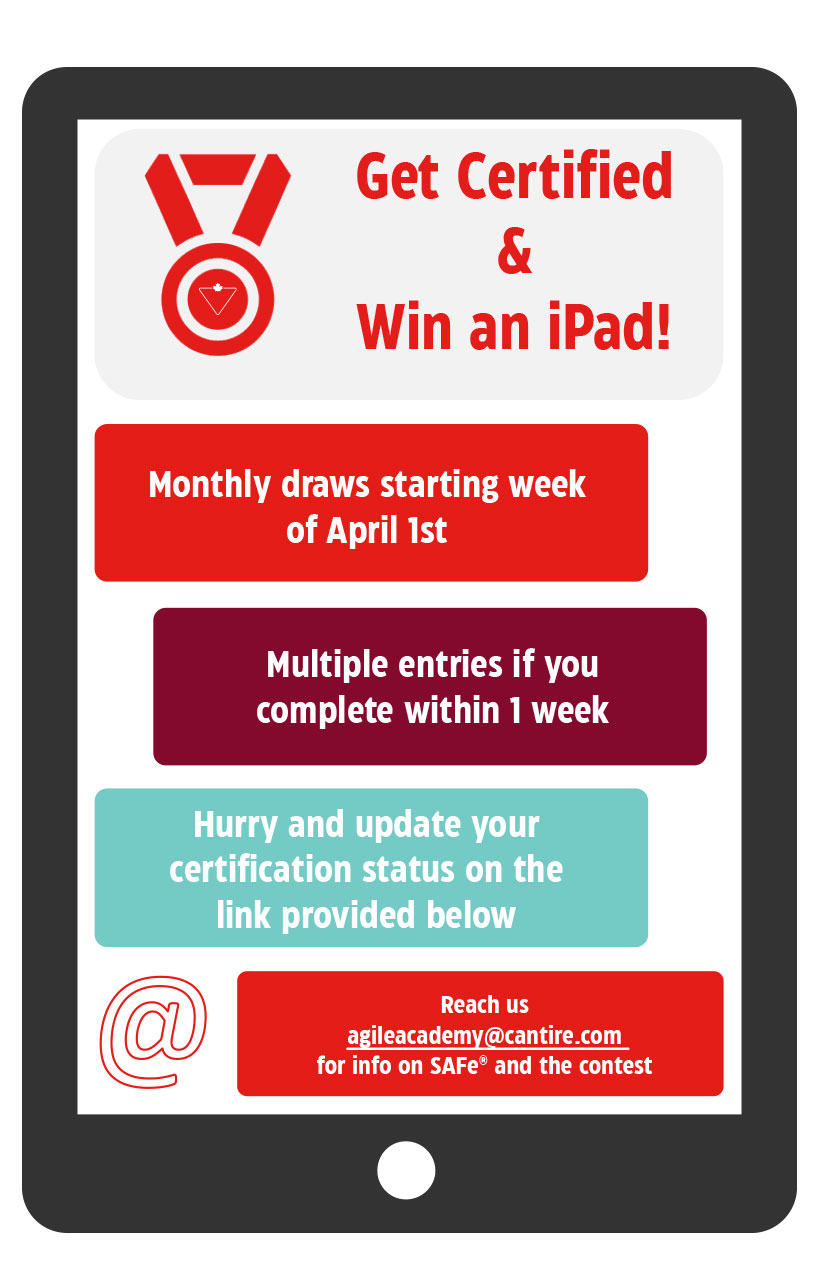 Get Certified
&
Win an iPad!
Monthly draws starting week
of April 1st
Multiple entries if you
complete within 1 week
Hurry and update your
certification status on the
link provided below
@
Reach us
agileacademy@cantire.com
for info on SAFe® and the contest